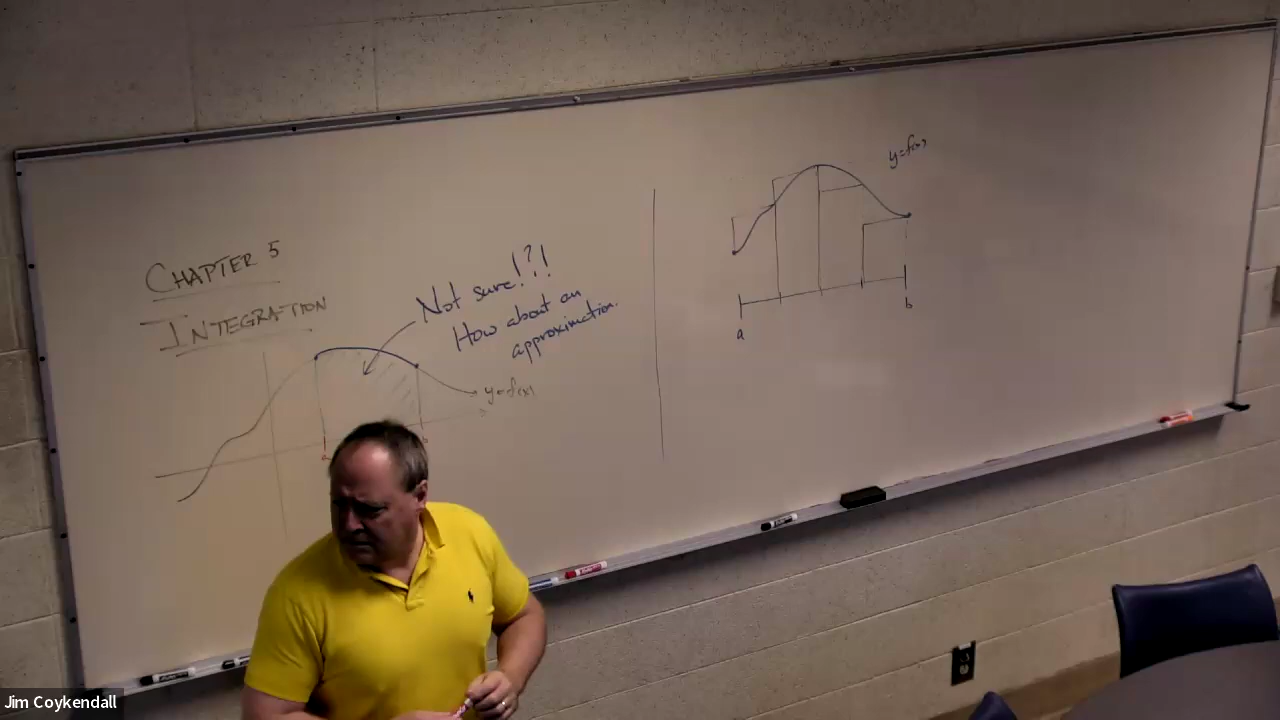 CHAPTER 5
INTEGRATION
Not sure!?!
How about an
approximation.
y=f(x)
a
b
y=f(x)
a
b
Jim Coykendall